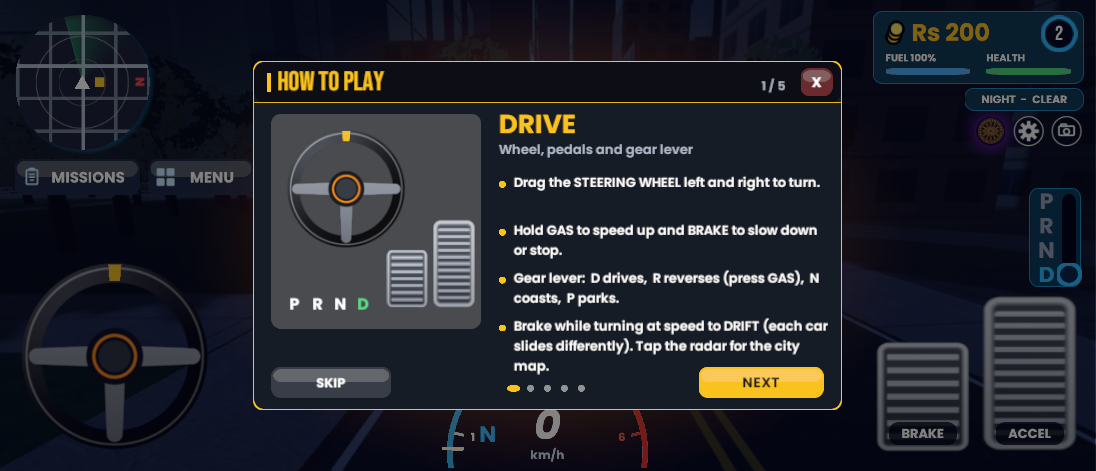 HOW TO PLAY
1/5
X
DRIVE
Wheel, pedals and gear lever
Drag the STEERING WHEEL left and right to turn.
Hold GAS to speed up and BRAKE to slow down
or stop.
Gear lever: D drives, R reverses (press GAS), N
coasts, P parks.
Brake while turning at speed to DRIFT (each car
slides differently). Tap the radar for the city
map.
P R N D
SKIP
NEXT
N
MISSIONS
MENU
Rs 200
2
FUEL 100%
HEALTH
NIGHT - CLEAR
P
R
N
D
BRAKE
ACCEL
1
N
0
6
km/h